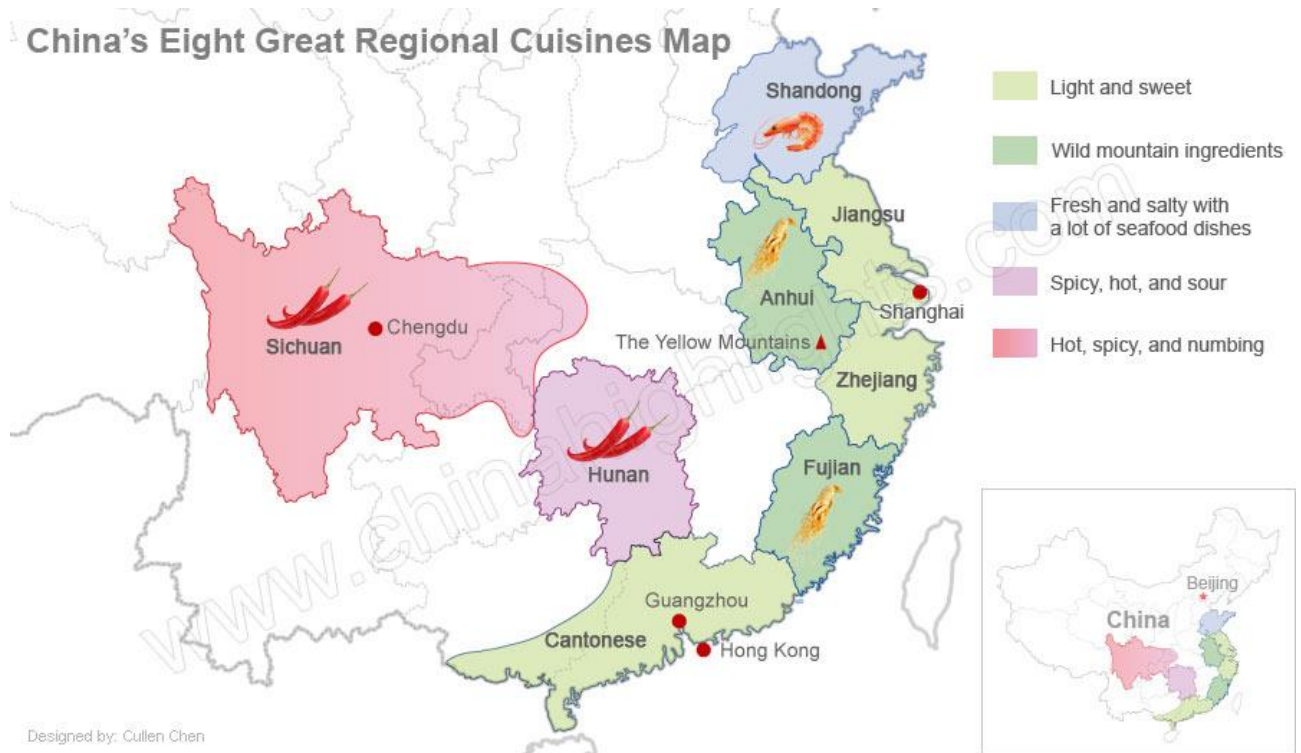 China's Eight Great Regional Cuisines Map
Shandong
Jiangsu
Anhui
Shanghai
The Yellow Mountains
Zhejiang
Chengdu
Sichuan
Hunan
Fujian
Guangzhou
Cantonese
Hong Kong
Light and sweet
Wild mountain ingredients
Fresh and salty with
a lot of seafood dishes
Spicy, hot, and sour
Hot, spicy, and numbing
Beijing
China
www.chinahighlights.com
Designed by: Cullen Chen